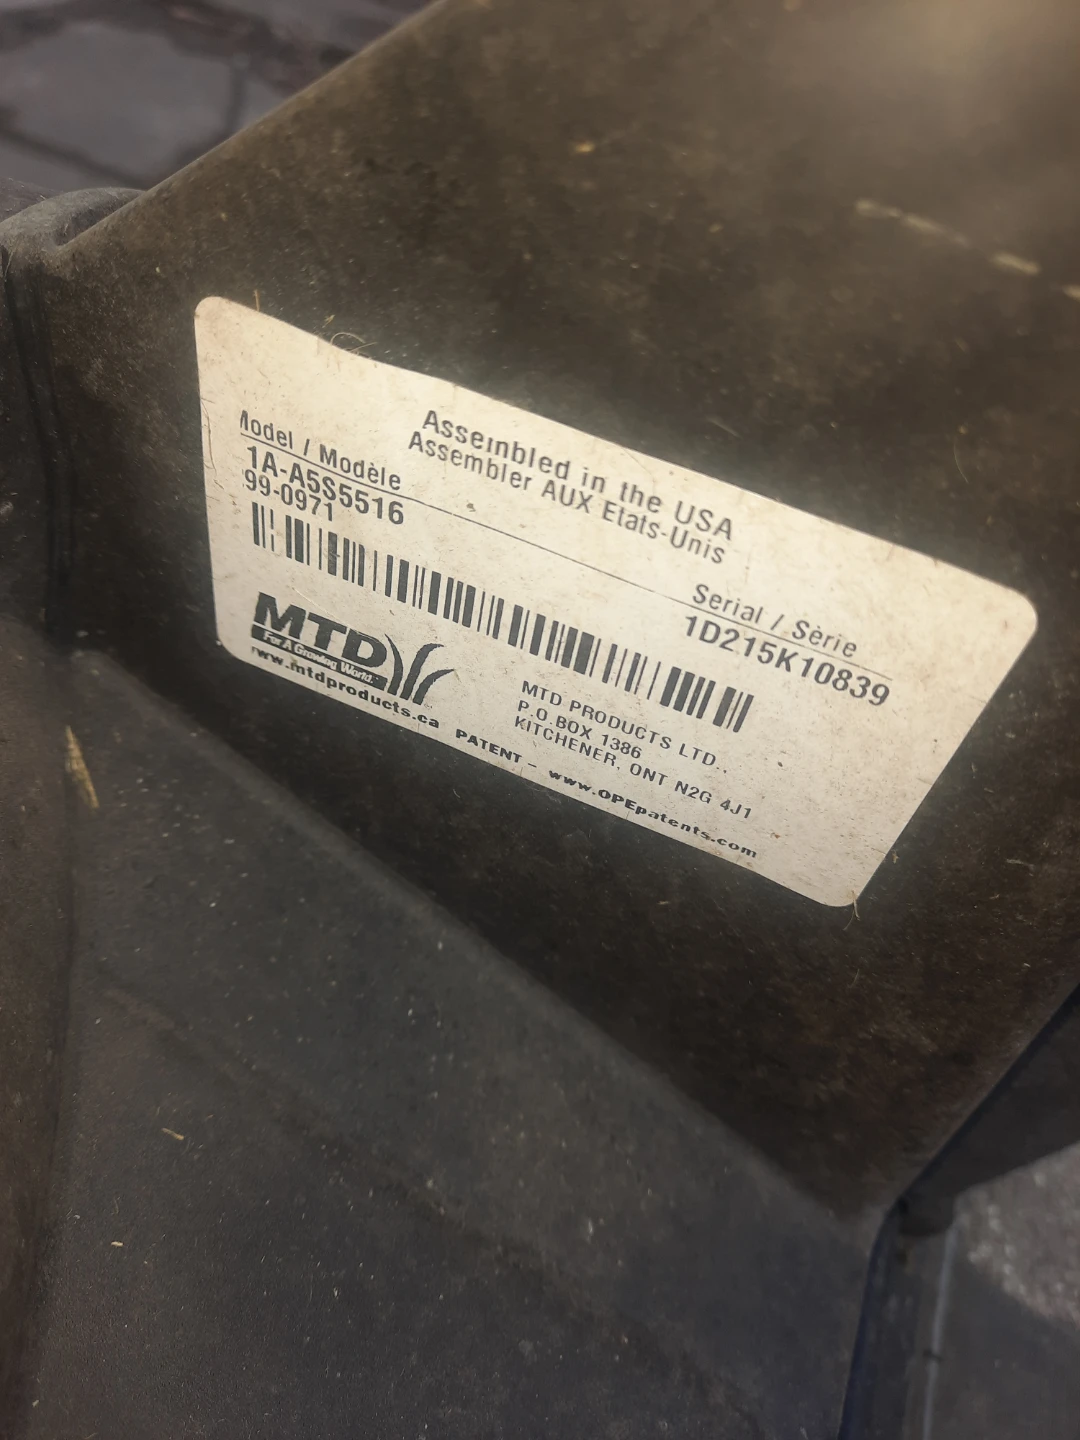 Assembled in the USA
Assembler AUX Etats-Unis
Model / Modèle
1A-A5S5516
99-0971
Serial / Sèrie
1D215K10839
MTD
For A Growing World.
www.mtdproducts.ca
MTD PRODUCTS LTD.
P.O.BOX 1386
KITCHENER, ONT N2G 4J1
PATENT - www.OPEpatents.com